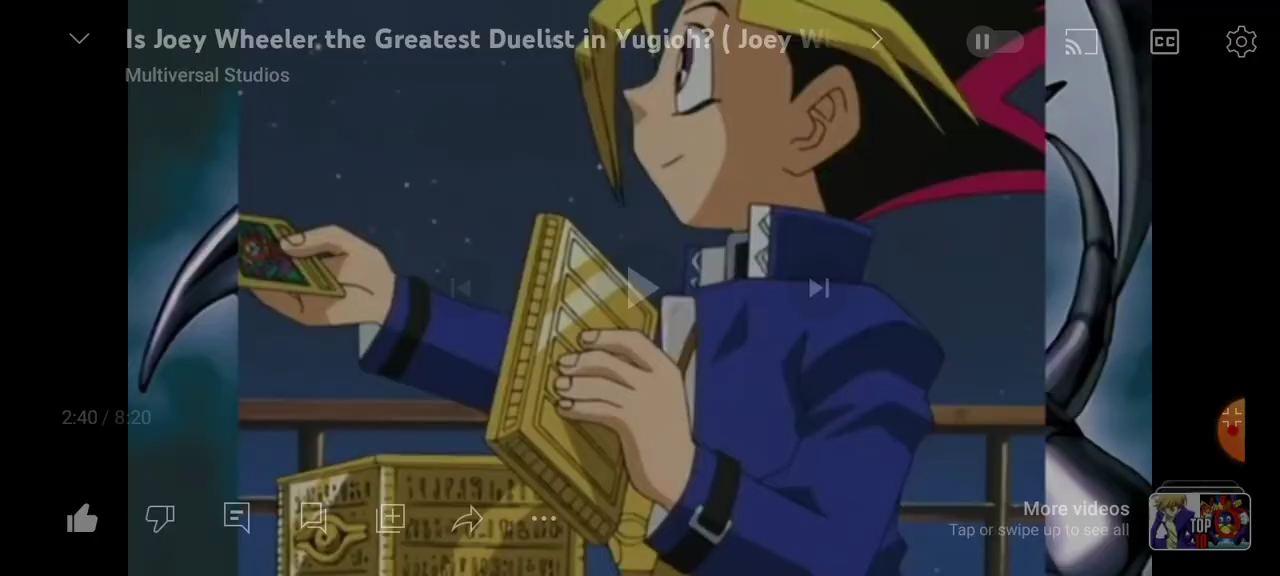 Is Joey Wheeler the Greatest Duelist in Yugioh? ( Joey
Multiversal Studios
CC
2:40 / 8:20
More videos
Tap or swipe up to see all
TOP
10